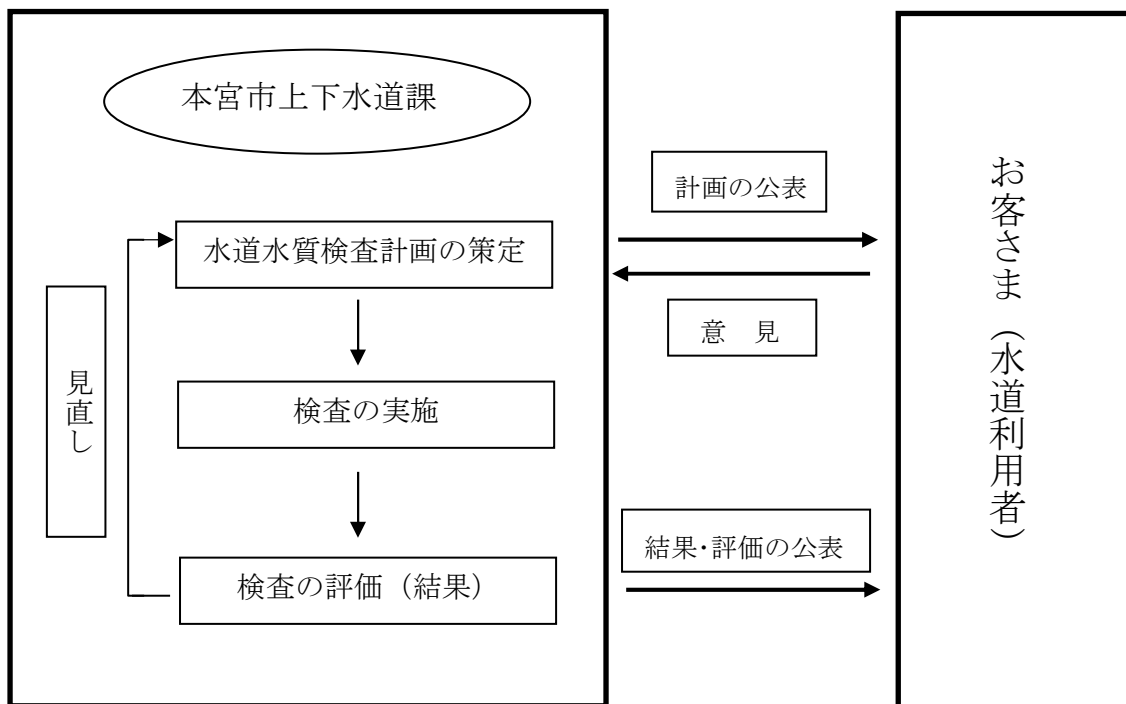 本宮市上下水道課
水道水質検査計画の策定
検査の実施
検査の評価（結果）
見直し
計画の公表
意　見
結果・評価の公表
お客さま（水道利用者）